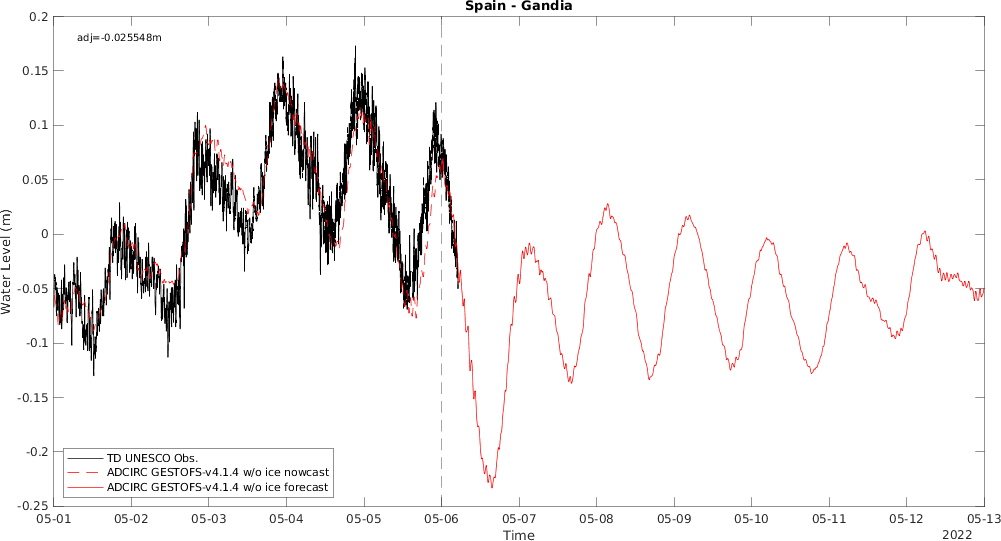 Spain - Gandia
adj=-0.025548m
0.2
0.15
0.1
0.05
0
-0.05
-0.1
-0.15
-0.2
-0.25
Water Level (m)
TD UNESCO Obs.
ADCIRC GESTOFS-v4.1.4 w/o ice nowcast
ADCIRC GESTOFS-v4.1.4 w/o ice forecast
05-01 05-02 05-03 05-04 05-05 05-06 05-07 05-08 05-09 05-10 05-11 05-12 05-13
Time
2022